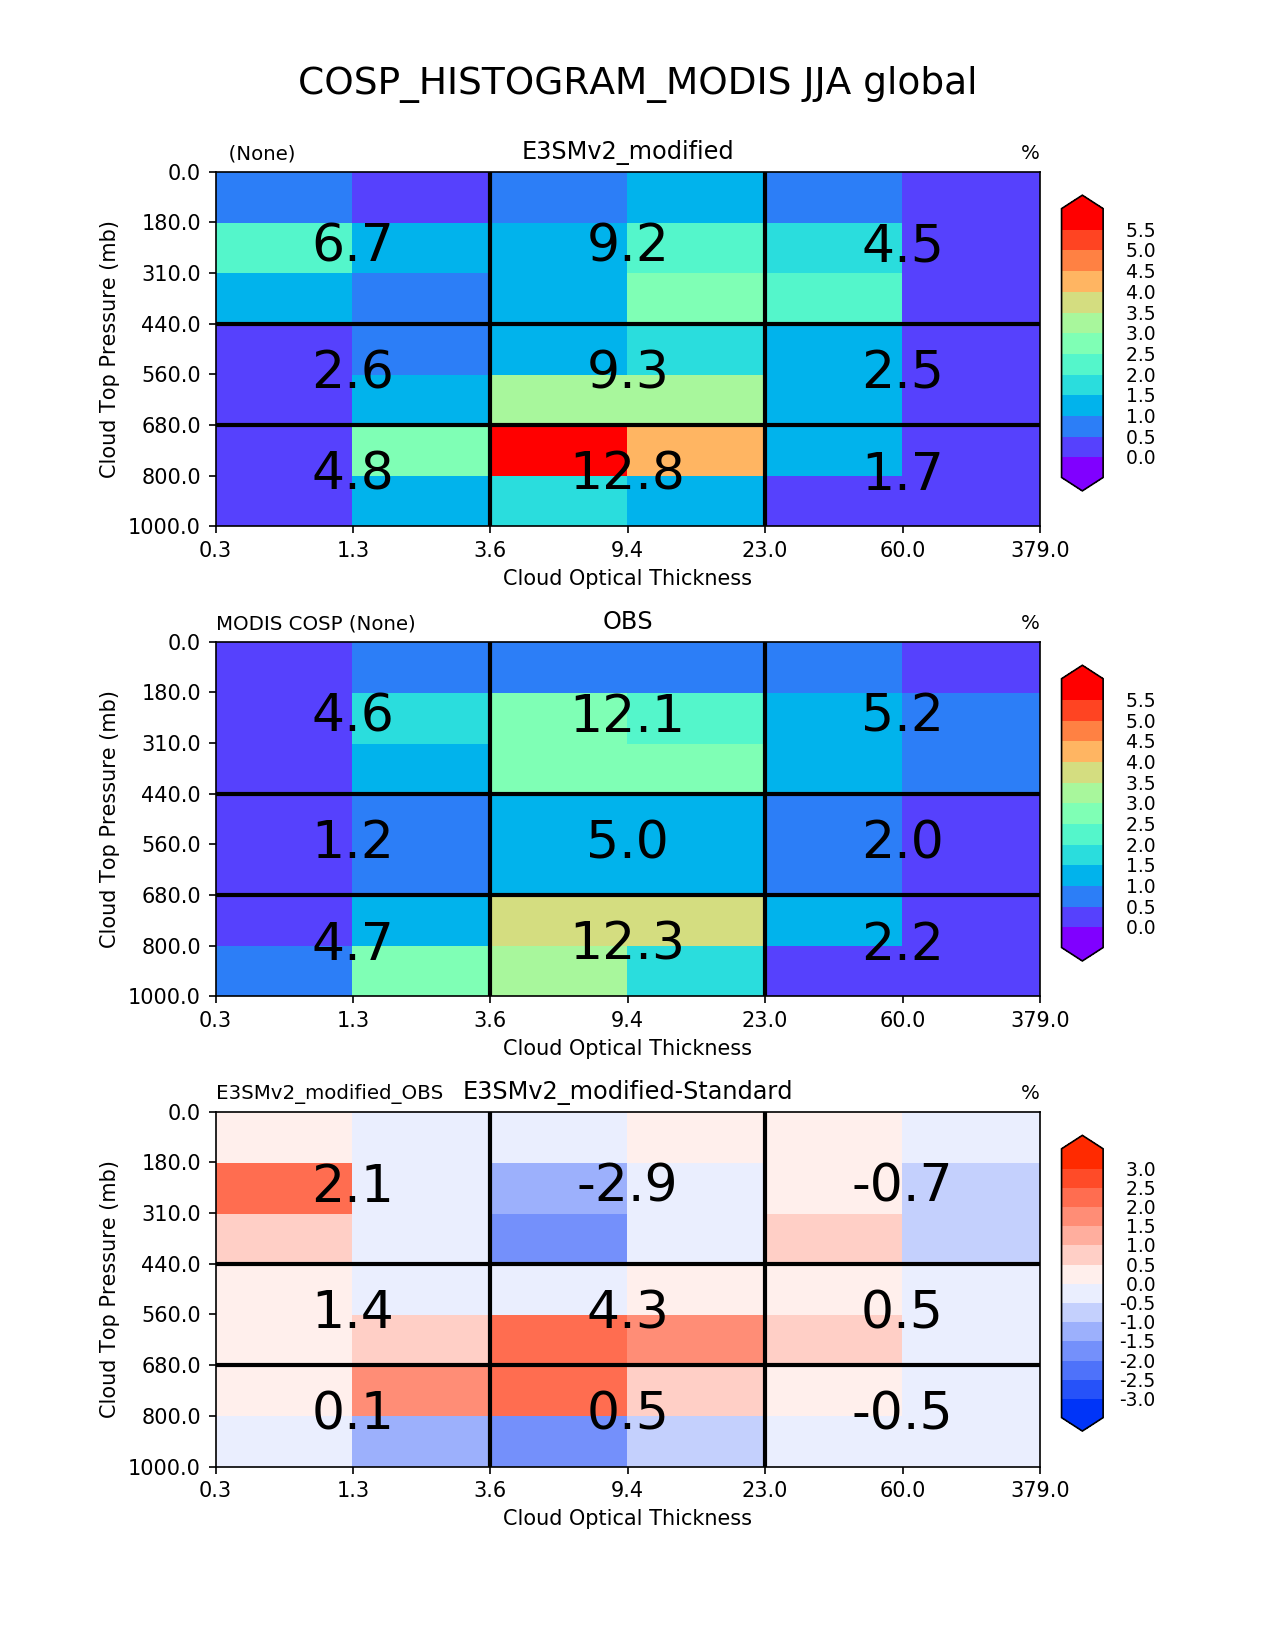 COSP_HISTOGRAM_MODIS JJA global
(None) E3SMv2_modified %
0.0
180.0
310.0
440.0
560.0
680.0
800.0
1000.0
Cloud Top Pressure (mb)
6.7 9.2 4.5
2.6 9.3 2.5
4.8 12.8 1.7
0.3 1.3 3.6 9.4 23.0 60.0 379.0
Cloud Optical Thickness
5.5
5.0
4.5
4.0
3.5
3.0
2.5
2.0
1.5
1.0
0.5
0.0
MODIS COSP (None) OBS %
0.0
180.0
310.0
440.0
560.0
680.0
800.0
1000.0
Cloud Top Pressure (mb)
4.6 12.1 5.2
1.2 5.0 2.0
4.7 12.3 2.2
0.3 1.3 3.6 9.4 23.0 60.0 379.0
Cloud Optical Thickness
5.5
5.0
4.5
4.0
3.5
3.0
2.5
2.0
1.5
1.0
0.5
0.0
E3SMv2_modified_OBS E3SMv2_modified-Standard %
0.0
180.0
310.0
440.0
560.0
680.0
800.0
1000.0
Cloud Top Pressure (mb)
2.1 -2.9 -0.7
1.4 4.3 0.5
0.1 0.5 -0.5
0.3 1.3 3.6 9.4 23.0 60.0 379.0
Cloud Optical Thickness
3.0
2.5
2.0
1.5
1.0
0.5
0.0
-0.5
-1.0
-1.5
-2.0
-2.5
-3.0